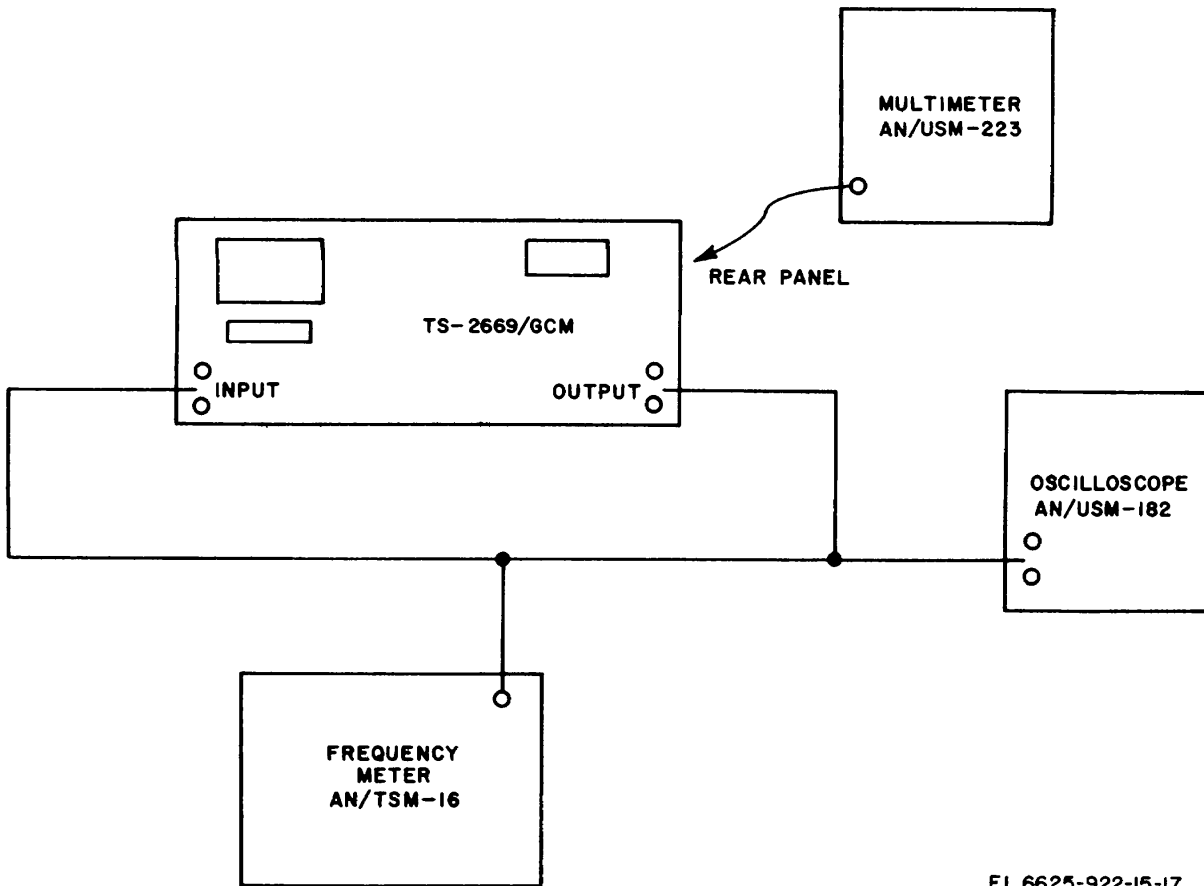 MULTIMETER
AN/USM-223
REAR PANEL
TS-2669/GCM
INPUT
OUTPUT
OSCILLOSCOPE
AN/USM-182
FREQUENCY
METER
AN/TSM-16
EL 6625-922-15-17